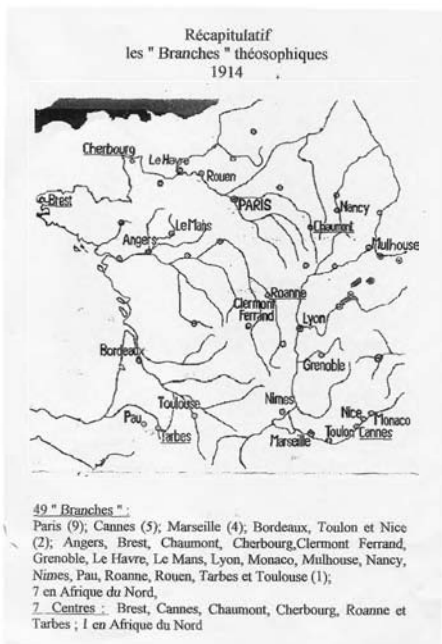 Récapitulatif
les " Branches " théosophiques
1914
Cherbourg
Le Havre
Rouen
Brest
PARIS
Nancy
Le Mans
Chaumont
Angers
Mulhouse
Roanne
Clermont
Ferrand
Lyon
Bordeaux
Grenoble
Toulouse
Nimes
Nice
Monaco
Pau
Tarbes
Marseille
Toulon
Cannes
49 " Branches " :
Paris (9); Cannes (5); Marseille (4); Bordeaux, Toulon et Nice
(2); Angers, Brest, Chaumont, Cherbourg,Clermont Ferrand,
Grenoble, Le Havre, Le Mans, Lyon, Monaco, Mulhouse, Nancy,
Nimes, Pau, Roanne, Rouen, Tarbes et Toulouse (1);
7 en Afrique du Nord,
7 Centres : Brest, Cannes, Chaumont, Cherbourg, Roanne et
Tarbes ; 1 en Afrique du Nord